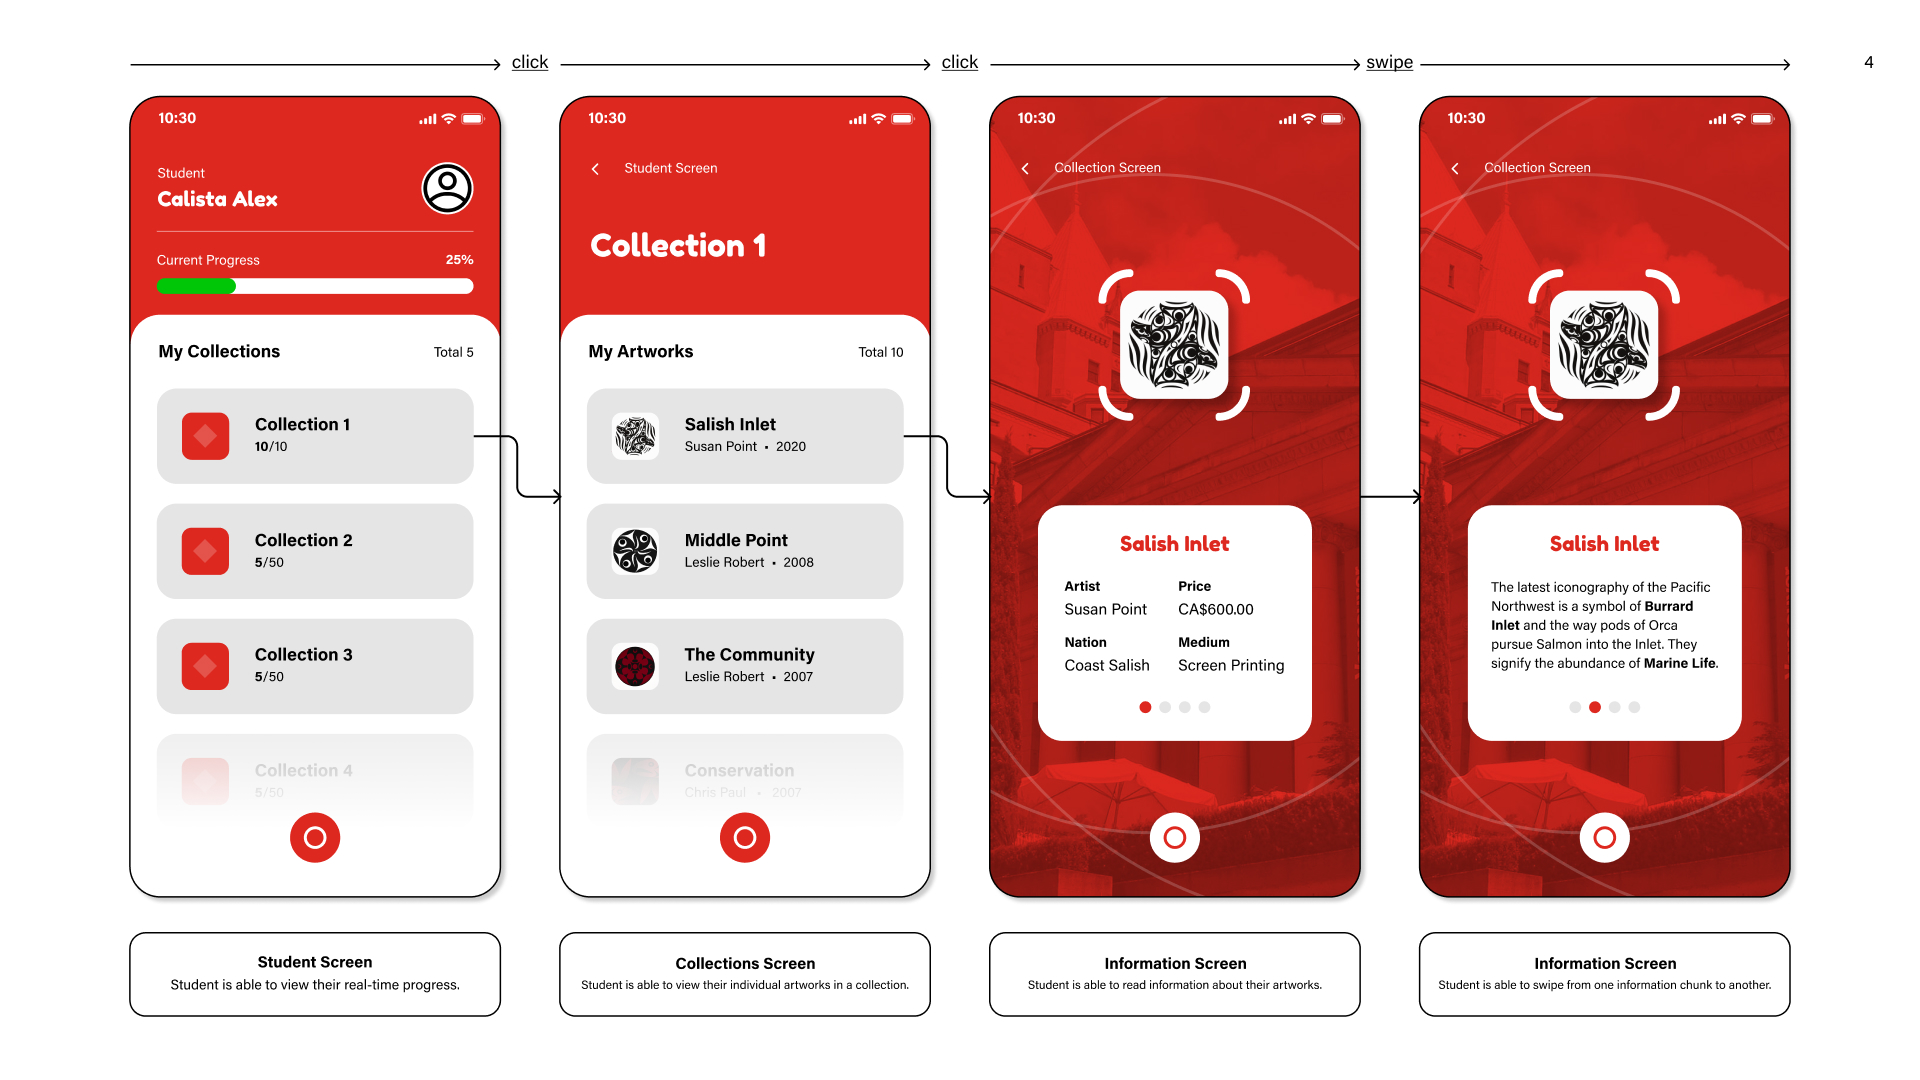 click
click
swipe
4
10:30
Student
Calista Alex
Current Progress
25%
My Collections
Total 5
Collection 1
10/10
Collection 2
5/50
Collection 3
5/50
Collection 4
5/50
10:30
Student Screen
Collection 1
My Artworks
Total 10
Salish Inlet
Susan Point • 2020
Middle Point
Leslie Robert • 2008
The Community
Leslie Robert • 2007
Conservation
Chris Paul • 2007
10:30
Collection Screen
Salish Inlet
Artist
Price
Susan Point
CA$600.00
Nation
Medium
Coast Salish
Screen Printing
10:30
Collection Screen
Salish Inlet
The latest iconography of the Pacific
Northwest is a symbol of Burrard
Inlet and the way pods of Orca
pursue Salmon into the Inlet. They
signify the abundance of Marine Life.
Student Screen
Student is able to view their real-time progress.
Collections Screen
Student is able to view their individual artworks in a collection.
Information Screen
Student is able to read information about their artworks.
Information Screen
Student is able to swipe from one information chunk to another.